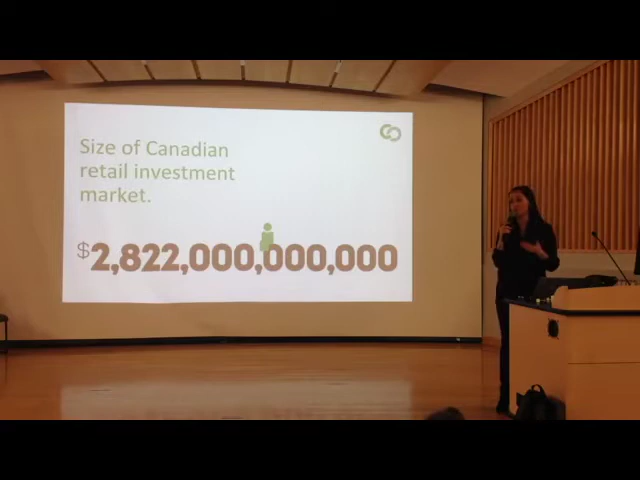 Size of Canadian
retail investment
market.
$2,822,000,000,000